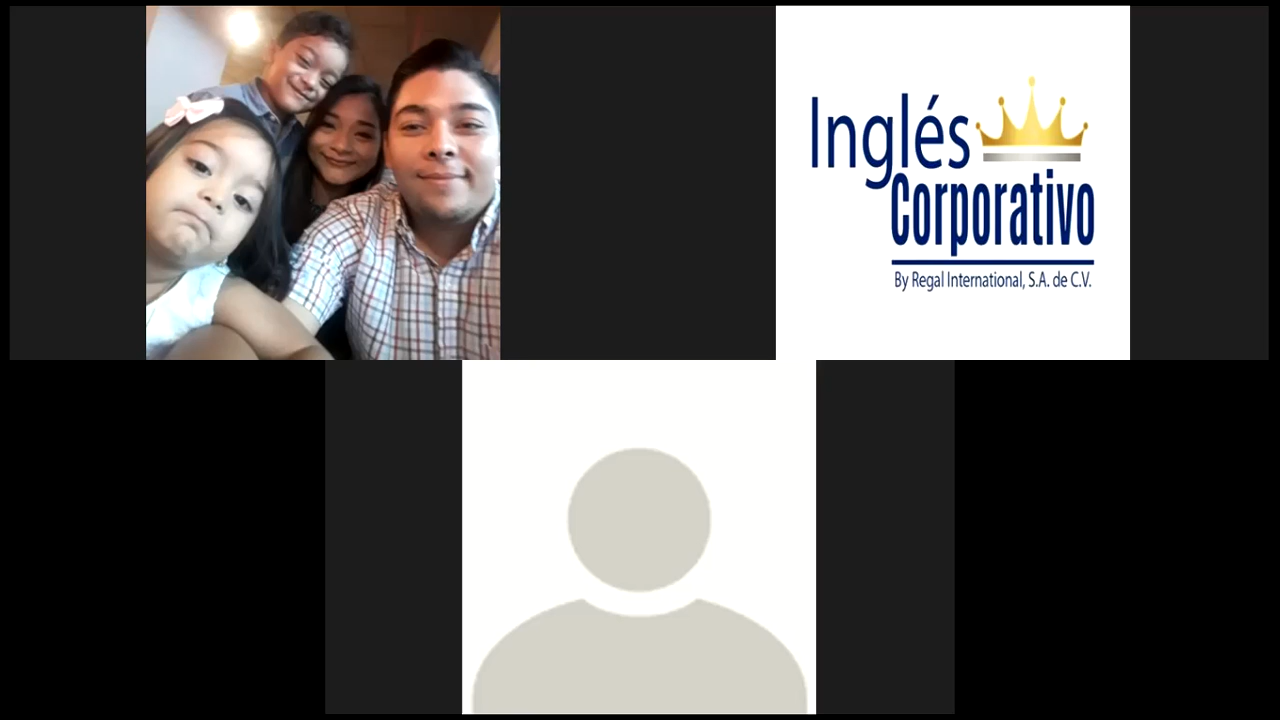 Inglés
Corporativo
By Regal International, S.A. de C.V.